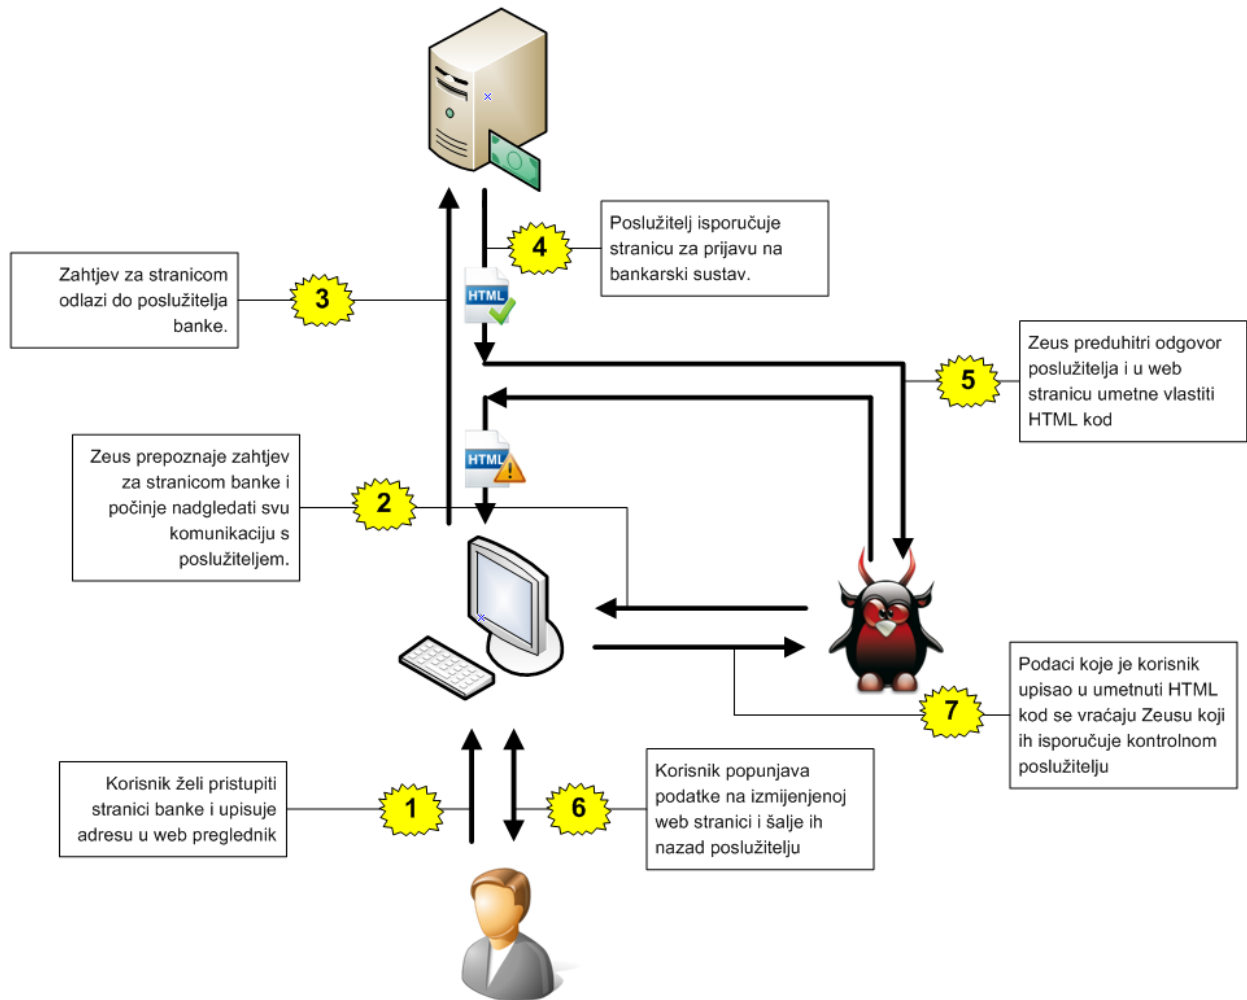 4
Poslužitelj isporučuje
stranicu za prijavu na
bankarski sustav.
Zahtjev za stranicom
odlazi do poslužitelja
banke.
3
HTML
5
Zeus preduhitri odgovor
poslužitelja i u web
stranicu umetne vlastiti
HTML kod
HTML
Zeus prepoznaje zahtjev
za stranicom banke i
počinje nadgledati svu
komunikaciju s
poslužiteljem.
2
7
Podaci koje je korisnik
upisao u umetnuti HTML
kod se vraćaju Zeusu koji
ih isporučuje kontrolnom
poslužitelju
Korisnik želi pristupiti
stranici banke i upisuje
adresu u web preglednik
1
6
Korisnik popunjava
podatke na izmijenjenoj
web stranici i šalje ih
nazad poslužitelju